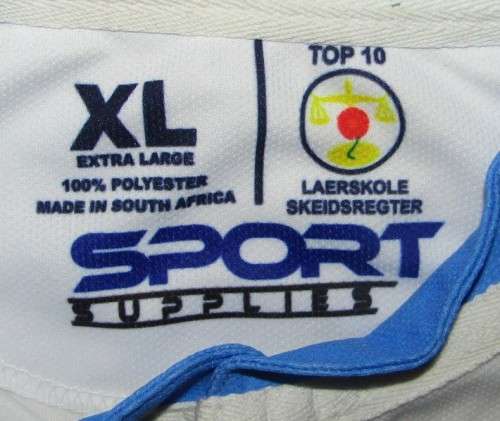 XL
EXTRA LARGE
100% POLYESTER
MADE IN SOUTH AFRICA
TOP 10
LAERSKOLE
SKEIDSREGTER
SPORT
SUPPLIES